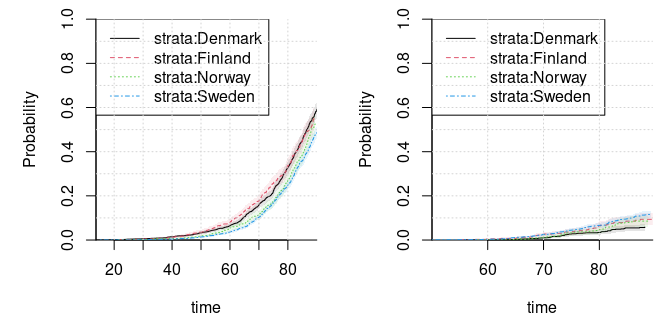 Probability
0.0 0.2 0.4 0.6 0.8 1.0
strata:Denmark
strata:Finland
strata:Norway
strata:Sweden
20 40 60 80
time
Probability
0.0 0.2 0.4 0.6 0.8 1.0
strata:Denmark
strata:Finland
strata:Norway
strata:Sweden
60 70 80
time